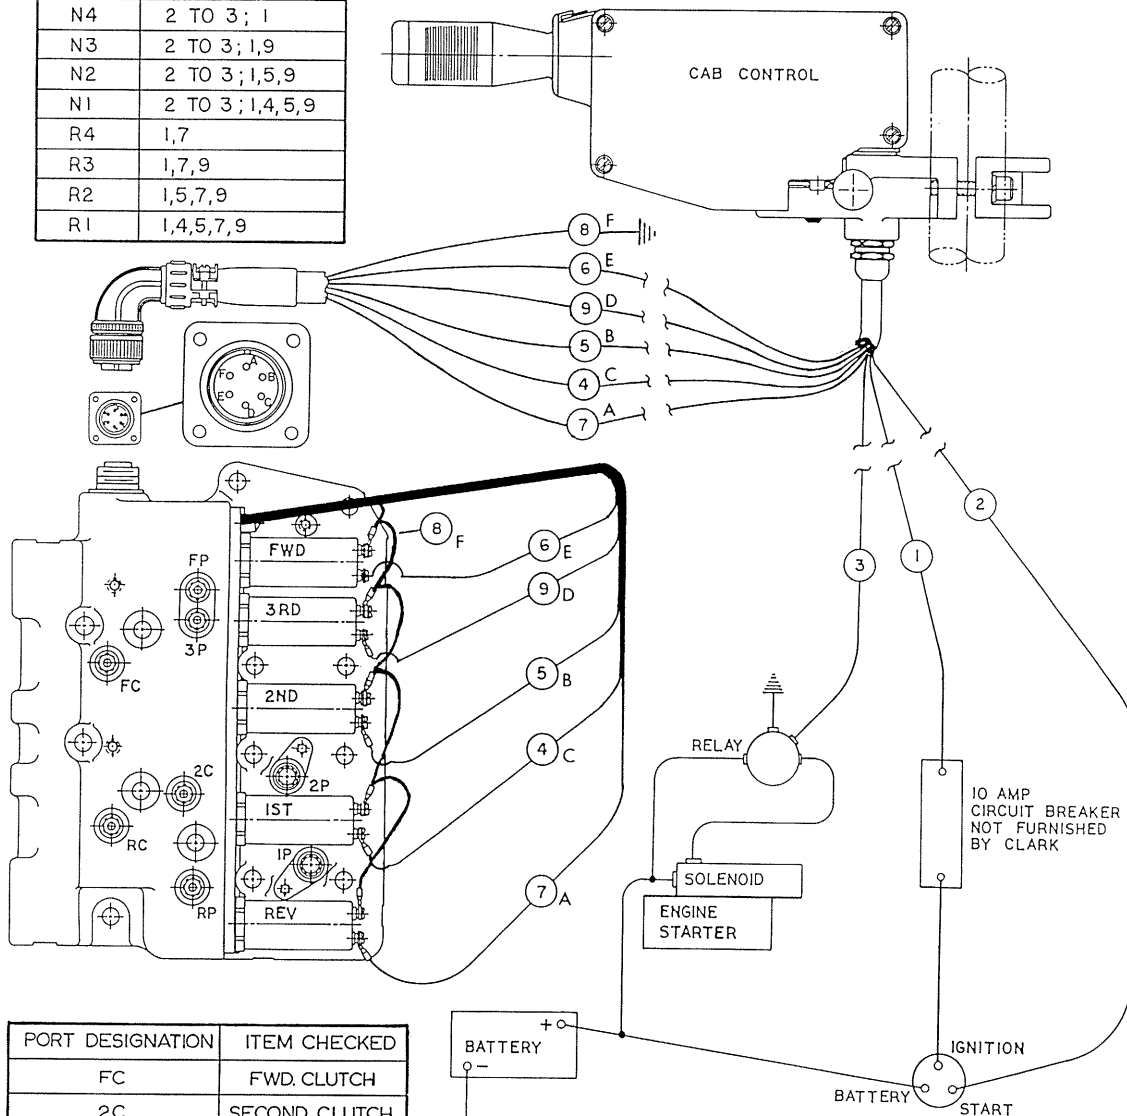 N4 2 TO 3; 1
N3 2 TO 3; 1,9
N2 2 TO 3; 1,5,9
N1 2 TO 3; 1,4,5,9
R4 1,7
R3 1,7,9
R2 1,5,7,9
R1 1,4,5,7,9
CAB CONTROL
8 F
6 E
9 D
5 B
4 C
7 A
A
B
C
D
E
F
3
1
2
8 F
6 E
9 D
5 B
4 C
7 A
FWD
3RD
2ND
1ST
REV
FP
3P
FC
2C
2P
RC
1P
RP
RELAY
SOLENOID
ENGINE
STARTER
10 AMP
CIRCUIT BREAKER
NOT FURNISHED
BY CLARK
BATTERY
+
-
IGNITION
BATTERY
START
PORT DESIGNATION ITEM CHECKED
FC FWD. CLUTCH
2C SECOND CLUTCH